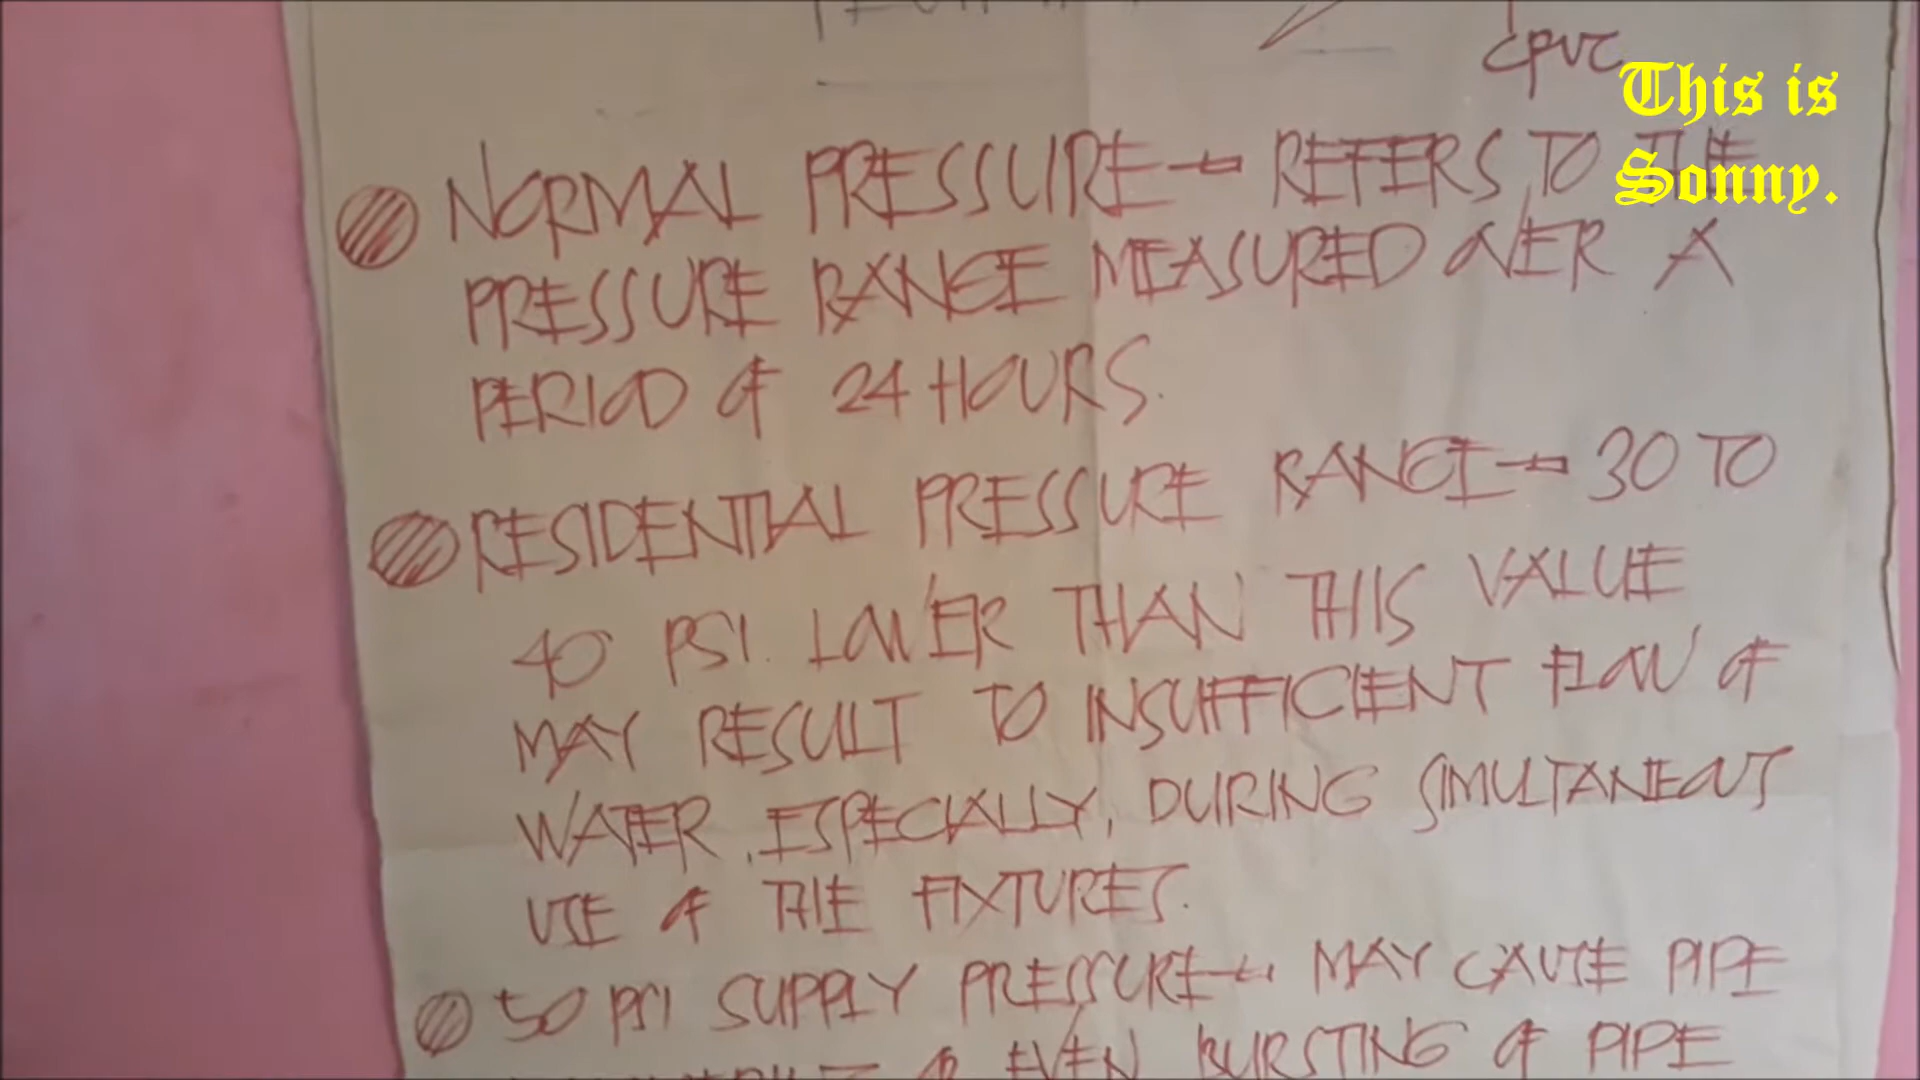 cpvc
This is
Sonny.
NORMAL PRESSURE - REFERS TO THE
PRESSURE RANGE MEASURED OVER A
PERIOD OF 24 HOURS.
RESIDENTIAL PRESSURE RANGE - 30 TO
40 PSI. LOWER THAN THIS VALUE
MAY RESULT TO INSUFFICIENT FLOW OF
WATER, ESPECIALLY, DURING SIMULTANEOUS
USE OF THE FIXTURES.
50 PSI SUPPLY PRESSURE - MAY CAUSE PIPE
EVEN BURSTING OF PIPE